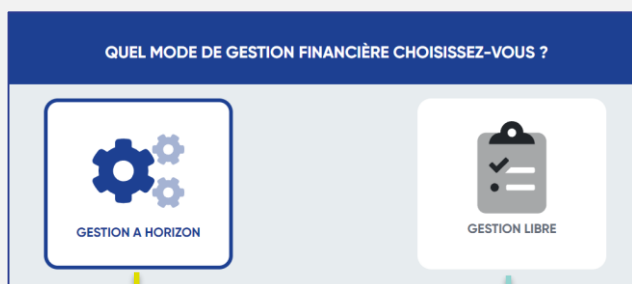 QUEL MODE DE GESTION FINANCIÈRE CHOISISSEZ-VOUS ?
GESTION A HORIZON
GESTION LIBRE